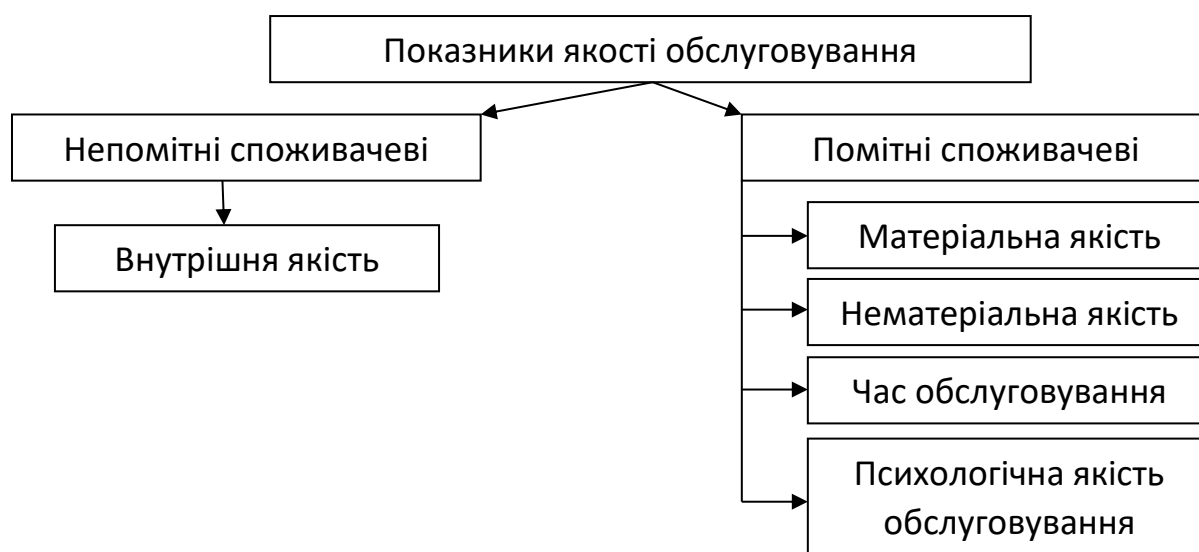 Показники якості обслуговування
Непомітні споживачеві
Помітні споживачеві
Внутрішня якість
Матеріальна якість
Нематеріальна якість
Час обслуговування
Психологічна якість
обслуговування